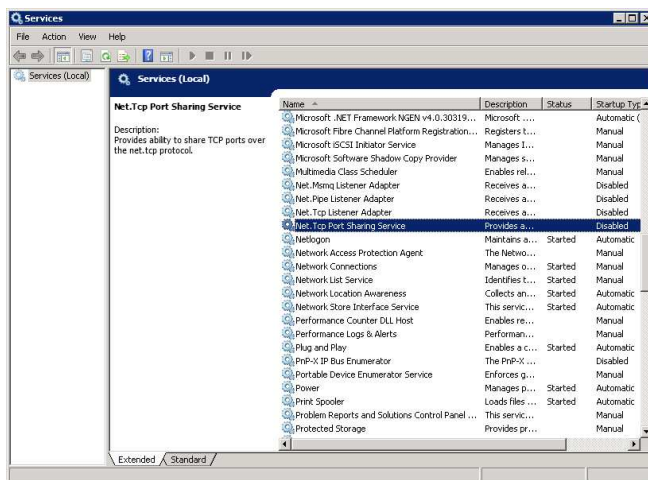 Services
File Action View Help
Services (Local)
Services (Local)
Net.Tcp Port Sharing Service
Description:
Provides ability to share TCP ports over
the net.tcp protocol.
Name Description Status Startup Typ
Microsoft .NET Framework NGEN v4.0.30319... Microsoft .... Automatic (
Microsoft Fibre Channel Platform Registration... Registers t... Manual
Microsoft iSCSI Initiator Service Manages I... Manual
Microsoft Software Shadow Copy Provider Manages s... Manual
Multimedia Class Scheduler Enables rel... Manual
Net.Msmq Listener Adapter Receives a... Disabled
Net.Pipe Listener Adapter Receives a... Disabled
Net.Tcp Listener Adapter Receives a... Disabled
Net.Tcp Port Sharing Service Provides a... Disabled
Netlogon Maintains a... Started Automatic
Network Access Protection Agent The Netwo... Manual
Network Connections Manages o... Started Manual
Network List Service Identifies t... Started Manual
Network Location Awareness Collects an... Started Automatic
Network Store Interface Service This servic... Started Automatic
Performance Counter DLL Host Enables re... Manual
Performance Logs & Alerts Performan... Manual
Plug and Play Enables a c... Started Automatic
PnP-X IP Bus Enumerator The PnP-X ... Disabled
Portable Device Enumerator Service Enforces g... Manual
Power Manages p... Started Automatic
Print Spooler Loads files ... Started Automatic
Problem Reports and Solutions Control Panel ... This servic... Manual
Protected Storage Provides pr... Manual
Extended Standard